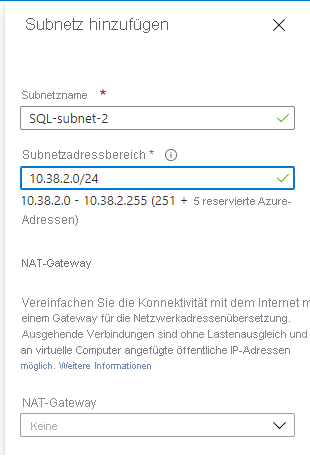 Subnetz hinzufügen
Subnetzname *
SQL-subnet-2
Subnetzadressbereich *
10.38.2.0/24
10.38.2.0 - 10.38.2.255 (251 + 5 reservierte Azure-
Adressen)
NAT-Gateway
Vereinfachen Sie die Konnektivität mit dem Internet m
einem Gateway für die Netzwerkadressenübersetzung.
Ausgehende Verbindungen sind ohne Lastenausgleich und
an virtuelle Computer angefügte öffentliche IP-Adressen
möglich. Weitere Informationen
NAT-Gateway
Keine